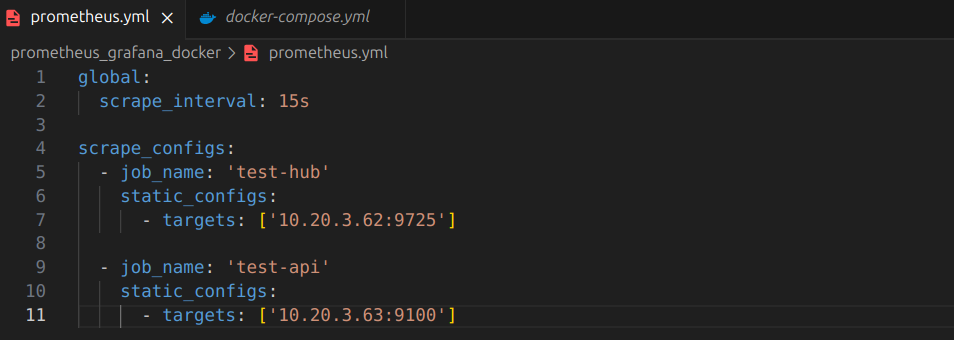 prometheus.yml
docker-compose.yml
prometheus_grafana_docker > prometheus.yml
1 global:
2   scrape_interval: 15s
3
4 scrape_configs:
5   - job_name: 'test-hub'
6     static_configs:
7       - targets: ['10.20.3.62:9725']
8
9   - job_name: 'test-api'
10     static_configs:
11       - targets: ['10.20.3.63:9100']